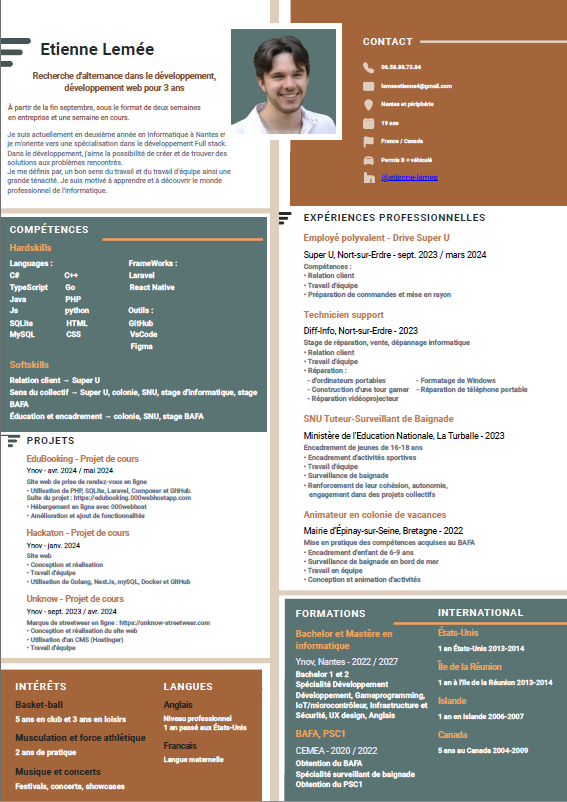 Etienne Lemée
Recherche d'alternance dans le développement,
développement web pour 3 ans
À partir de la fin septembre, sous le format de deux semaines
en entreprise et une semaine en cours.
Je suis actuellement en deuxième année en Informatique à Nantes et
je m'oriente vers une spécialisation dans le développement Full stack.
Dans le développement, j'aime la possibilité de créer et de trouver des
solutions aux problèmes rencontrés.
Je me définis par, un bon sens du travail et du travail d'équipe ainsi une
grande ténacité. Je suis motivé à apprendre et à découvrir le monde
professionnel de l'informatique.
CONTACT
06.58.88.73.84
lemeeetienne4@gmail.com
Nantes et périphérie
19 ans
France / Canada
Permis B + véhiculé
@etienne-lemee
COMPÉTENCES
Hardskills
Languages :
C# C++
TypeScript Go
Java PHP
Js python
SQLite HTML
MySQL CSS
FrameWorks :
Laravel
React Native
Outils :
GitHub
VsCode
Figma
Softskills
Relation client → Super U
Sens du collectif → Super U, colonie, SNU, stage d'informatique, stage
BAFA
Éducation et encadrement → colonie, SNU, stage BAFA
PROJETS
EduBooking - Projet de cours
Ynov - avr. 2024 / mai 2024
Site web de prise de rendez-vous en ligne
• Utilisation de PHP, SQLite, Laravel, Composer et GitHub.
Suite du projet : https://edubooking.000webhostapp.com
• Hébergement en ligne avec 000webhost
• Amélioration et ajout de fonctionnalités
Hackaton - Projet de cours
Ynov - janv. 2024
Site web
• Conception et réalisation
• Travail d'équipe
• Utilisation de Golang, NextJs, mySQL, Docker et GitHub
Unknow - Projet de cours
Ynov - sept. 2023 / avr. 2024
Marque de streetwear en ligne : https://unknow-streetwear.com
• Conception et réalisation du site web
• Utilisation d'un CMS (Hostinger)
• Travail d'équipe
INTÉRÊTS
Basket-ball
5 ans en club et 3 ans en loisirs
Musculation et force athlétique
2 ans de pratique
Musique et concerts
Festivals, concerts, showcases
LANGUES
Anglais
Niveau professionnel
1 an passé aux États-Unis
Francais
Langue maternelle
EXPÉRIENCES PROFESSIONNELLES
Employé polyvalent - Drive Super U
Super U, Nort-sur-Erdre - sept. 2023 / mars 2024
Compétences :
• Relation client
• Travail d'équipe
• Préparation de commandes et mise en rayon
Technicien support
Diff-Info, Nort-sur-Erdre - 2023
Stage de réparation, vente, dépannage informatique
• Relation client
• Travail d'équipe
• Réparation :
- d'ordinateurs portables - Formatage de Windows
- Construction d'une tour gamer - Réparation de téléphone portable
- Réparation vidéoprojecteur
SNU Tuteur-Surveillant de Baignade
Ministère de l'Education Nationale, La Turballe - 2023
Encadrement de jeunes de 16-18 ans
• Encadrement d'activités sportives
• Travail d'équipe
• Surveillance de baignade
• Renforcement de leur cohésion, autonomie,
engagement dans des projets collectifs
Animateur en colonie de vacances
Mairie d'Épinay-sur-Seine, Bretagne - 2022
Mise en pratique des compétences acquises au BAFA
• Encadrement d'enfant de 6-9 ans
• Surveillance de baignade en bord de mer
• Travail en équipe
• Conception et animation d'activités
FORMATIONS
Bachelor et Mastère en
informatique
Ynov, Nantes - 2022 / 2027
Bachelor 1 et 2
Spécialité Développement
Développement, Gameprogramming,
IoT/microcontrôleur, Infrastructure et
Sécurité, UX design, Anglais
BAFA, PSC1
CEMEA - 2020 / 2022
Obtention du BAFA
Spécialité surveillant de baignade
Obtention du PSC1
INTERNATIONAL
États-Unis
1 an États-Unis 2013-2014
Île de la Réunion
1 an à l'île de la Réunion 2013-2014
Islande
1 an en Islande 2006-2007
Canada
5 ans au Canada 2004-2009